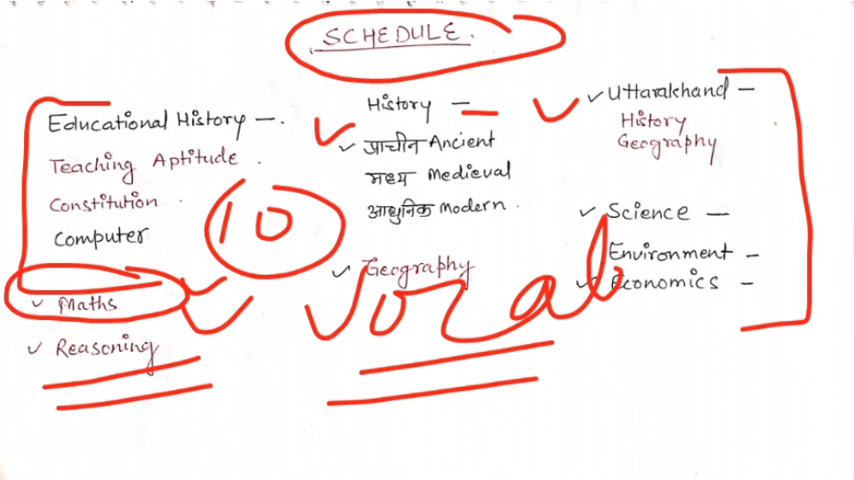 SCHEDULE.
Educational History -.
Teaching Aptitude.
Constitution.
Computer
✓ Maths
✓ Reasoning
History -
✓ प्राचीन Ancient
मध्य Medieval
आधुनिक Modern.
✓ Geography
✓ Uttarakhand -
History
Geography
✓ Science -
Environment -
✓ Economics -
10